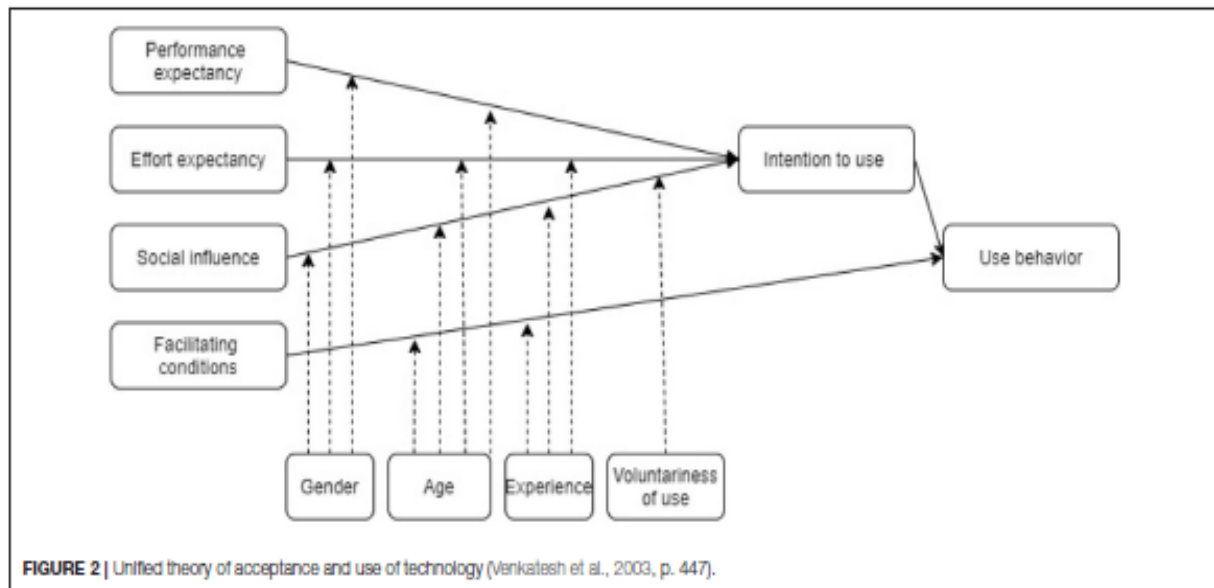 Performance
expectancy
Effort expectancy
Intention to use
Social influence
Use behavior
Facilitating
conditions
Gender
Age
Experience
Voluntariness
of use
FIGURE 2 | Unified theory of acceptance and use of technology (Venkatesh et al., 2003, p. 447).